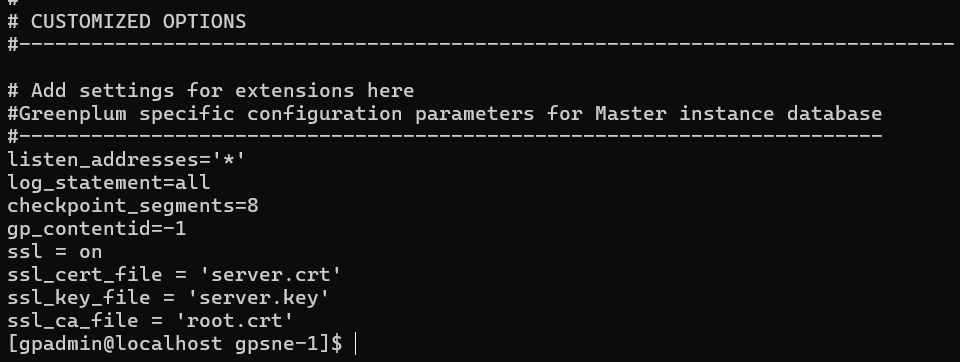 #
# CUSTOMIZED OPTIONS
#------------------------------------------------------------------------------

# Add settings for extensions here
#Greenplum specific configuration parameters for Master instance database
#------------------------------------------------------------------------
listen_addresses='*'
log_statement=all
checkpoint_segments=8
gp_contentid=-1
ssl = on
ssl_cert_file = 'server.crt'
ssl_key_file = 'server.key'
ssl_ca_file = 'root.crt'
[gpadmin@localhost gpsne-1]$